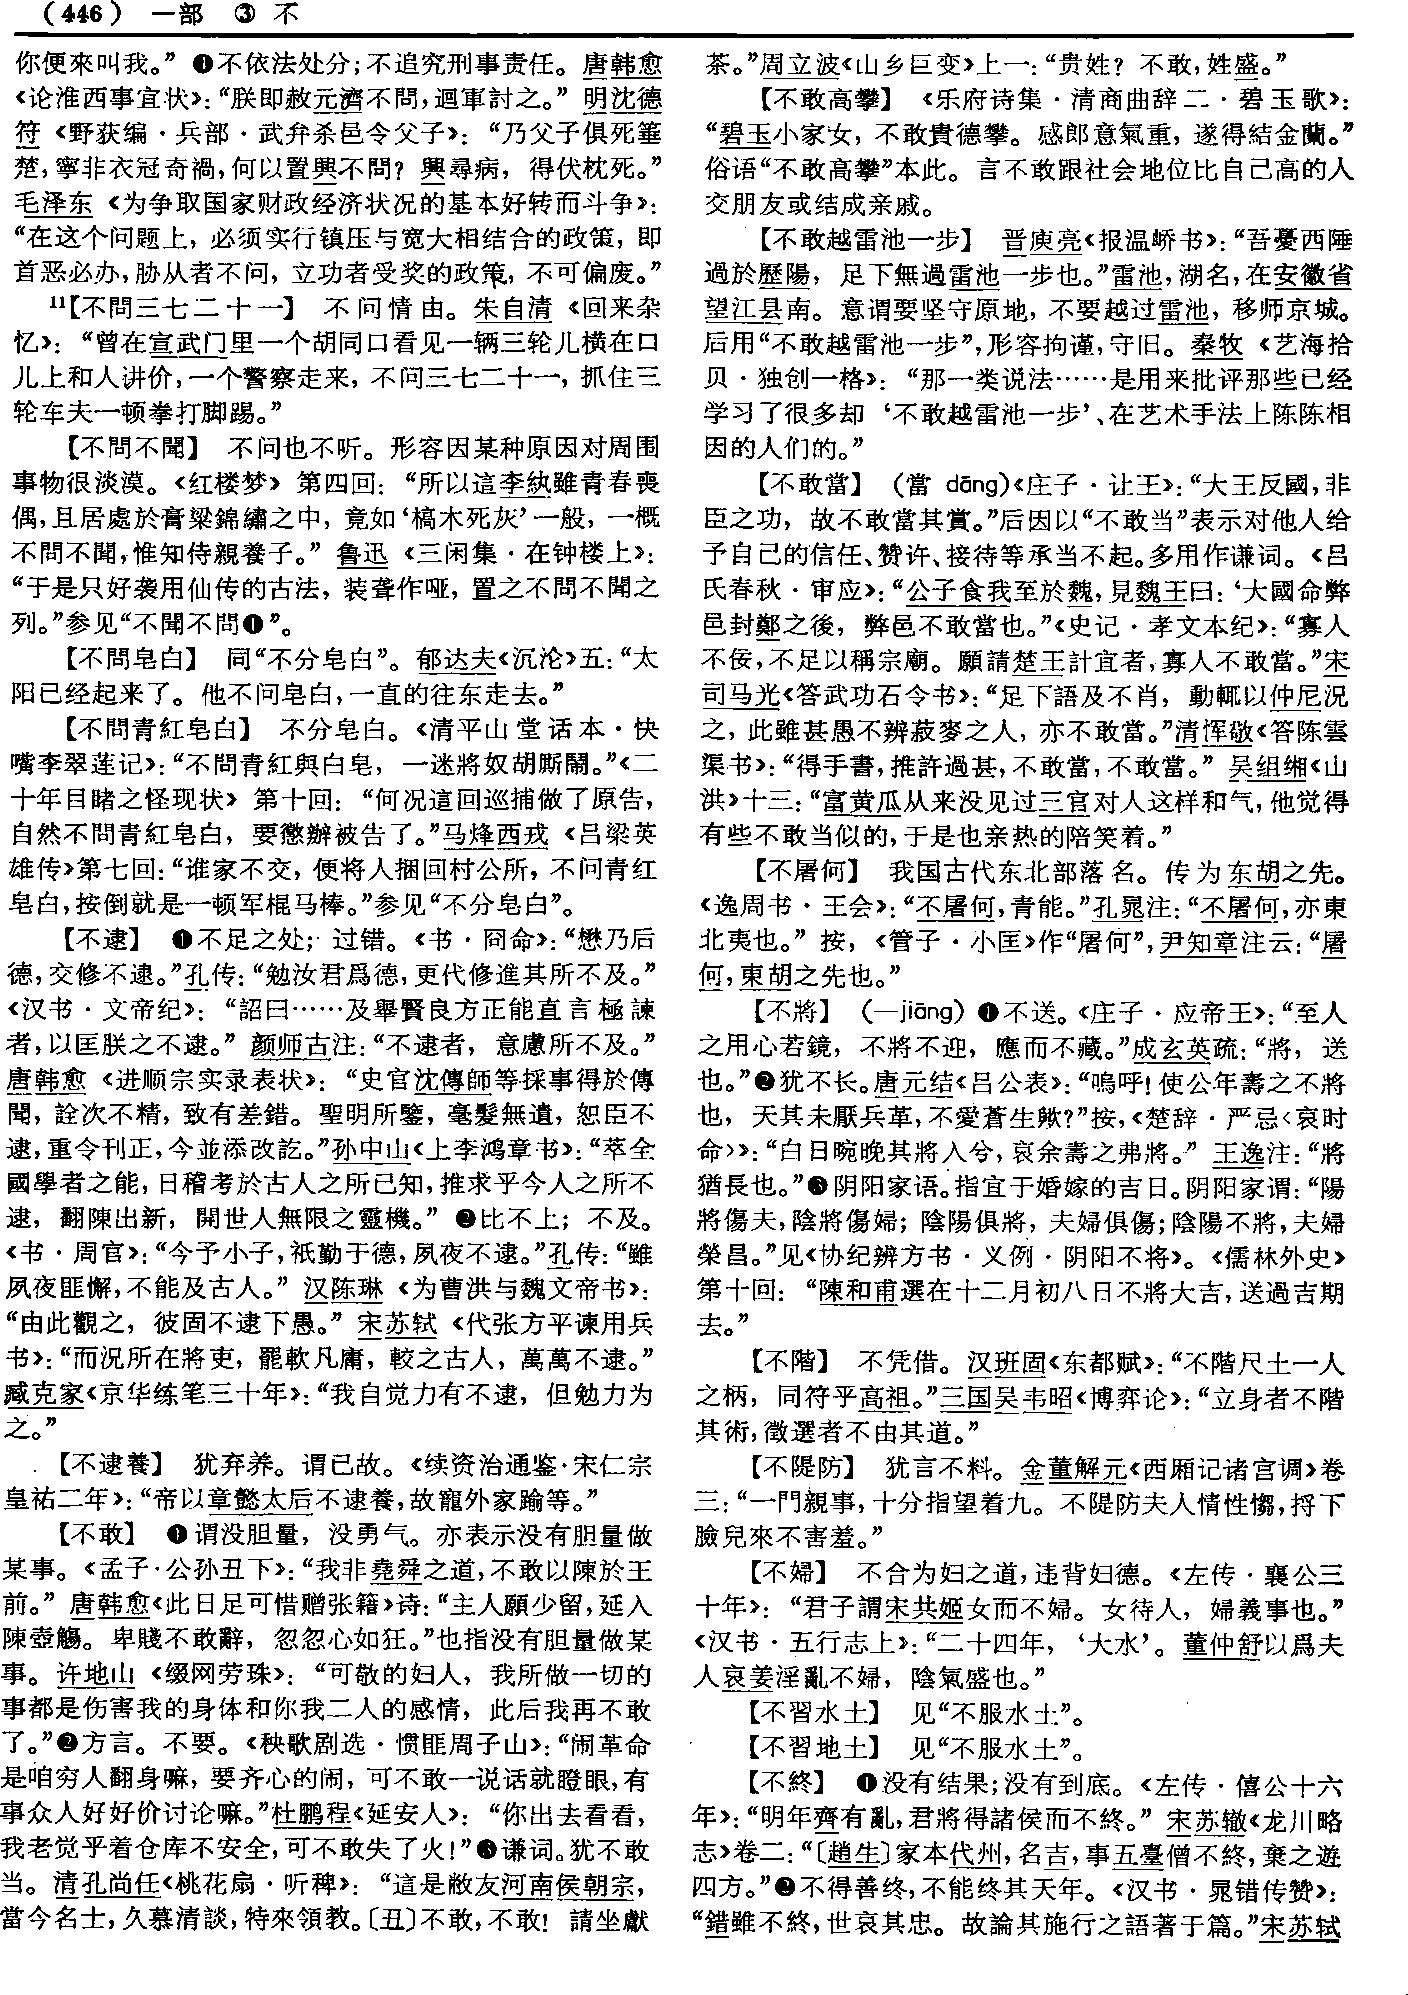 （446） 一部 ③ 不
你便來叫我。” ❶不依法处分；不追究刑事责任。唐韩愈
《论淮西事宜状》：“朕即赦元濟不問，迴軍討之。” 明沈德
符《野获编·兵部·武弁杀邑令父子》：“乃父子俱死箠
楚，寧非衣冠奇禍，何以置興不問？興尋病，得伏枕死。”
毛泽东《为争取国家财政经济状况的基本好转而斗争》：
“在这个问题上，必须实行镇压与宽大相结合的政策，即
首恶必办，胁从者不问，立功者受奖的政策，不可偏废。”
11【不問三七二十一】 不问情由。朱自清《回来杂
忆》：“曾在宣武门里一个胡同口看见一辆三轮儿横在口
儿上和人讲价，一个警察走来，不问三七二十一，抓住三
轮车夫一顿拳打脚踢。”
【不問不聞】 不问也不听。形容因某种原因对周围
事物很淡漠。《红楼梦》第四回：“所以這李紈雖青春喪
偶，且居處於膏粱錦繡之中，竟如‘槁木死灰’一般，一概
不問不聞，惟知侍親養子。” 鲁迅《三闲集·在钟楼上》：
“于是只好袭用仙传的古法，装聋作哑，置之不問不聞之
列。”参见“不聞不問❶”。
【不問皂白】 同“不分皂白”。郁达夫《沉沦》五：“太
阳已经起来了。他不问皂白，一直的往东走去。”
【不問青紅皂白】 不分皂白。《清平山堂话本·快
嘴李翠莲记》：“不問青紅與白皂，一迷將奴胡廝鬧。”《二
十年目睹之怪现状》第十回：“何况這回巡捕做了原告，
自然不問青紅皂白，要懲辦被告了。”马烽西戎《吕梁英
雄传》第七回：“谁家不交，便将人捆回村公所，不问青红
皂白，按倒就是一顿军棍马棒。”参见“不分皂白”。
【不逮】 ❶不足之处；过错。《书·冏命》：“懋乃后
德，交修不逮。”孔传：“勉汝君爲德，更代修進其所不及。”
《汉书·文帝纪》：“詔曰……及舉賢良方正能直言極諫
者，以匡朕之不逮。” 颜师古注：“不逮者，意慮所不及。”
唐韩愈《进顺宗实录表状》：“史官沈傳師等採事得於傳
聞，詮次不精，致有差錯。聖明所鑒，毫髮無遺，恕臣不
逮，重令刊正，今並添改訖。”孙中山《上李鸿章书》：“萃全
國學者之能，日稽考於古人之所已知，推求乎今人之所不
逮，翻陳出新，開世人無限之靈機。” ❷比不上；不及。
《书·周官》：“今予小子，祇勤于德，夙夜不逮。”孔传：“雖
夙夜匪懈，不能及古人。” 汉陈琳《为曹洪与魏文帝书》：
“由此觀之，彼固不逮下愚。” 宋苏轼《代张方平谏用兵
书》：“而況所在將吏，罷軟凡庸，較之古人，萬萬不逮。”
臧克家《京华练笔三十年》：“我自觉力有不逮，但勉力为
之。”
【不逮養】 犹弃养。谓已故。《续资治通鉴·宋仁宗
皇祐二年》：“帝以章懿太后不逮養，故寵外家踰等。”
【不敢】 ❶谓没胆量，没勇气。亦表示没有胆量做
某事。《孟子·公孙丑下》：“我非堯舜之道，不敢以陳於王
前。” 唐韩愈《此日足可惜赠张籍》诗：“主人願少留，延入
陳壺觴。卑賤不敢辭，忽忽心如狂。”也指没有胆量做某
事。许地山《缀网劳珠》：“可敬的妇人，我所做一切的
事都是伤害我的身体和你我二人的感情，此后我再不敢
了。”❷方言。不要。《秧歌剧选·惯匪周子山》：“闹革命
是咱穷人翻身嘛，要齐心的闹，可不敢一说话就瞪眼，有
事众人好好价讨论嘛。”杜鹏程《延安人》：“你出去看看，
我老觉乎着仓库不安全，可不敢失了火！”❸谦词。犹不敢
当。清孔尚任《桃花扇·听稗》：“這是敝友河南侯朝宗，
當今名士，久慕清談，特來領教。〔丑〕不敢，不敢！請坐獻
茶。”周立波《山乡巨变》上一：“贵姓？不敢，姓盛。”
【不敢高攀】 《乐府诗集·清商曲辞二·碧玉歌》：
“碧玉小家女，不敢貴德攀。感郎意氣重，遂得結金蘭。”
俗语“不敢高攀”本此。言不敢跟社会地位比自己高的人
交朋友或结成亲戚。
【不敢越雷池一步】 晋庾亮《报温峤书》：“吾憂西陲
過於歷陽，足下無過雷池一步也。”雷池，湖名，在安徽省
望江县南。意谓要坚守原地，不要越过雷池，移师京城。
后用“不敢越雷池一步”，形容拘谨，守旧。秦牧《艺海拾
贝·独创一格》：“那一类说法……是用来批评那些已经
学习了很多却‘不敢越雷池一步’、在艺术手法上陈陈相
因的人们的。”
【不敢當】 （當 dāng）《庄子·让王》：“大王反國，非
臣之功，故不敢當其賞。”后因以“不敢当”表示对他人给
予自己的信任、赞许、接待等承当不起。多用作谦词。《吕
氏春秋·审应》：“公子食我至於魏，見魏王曰：‘大國命弊
邑封鄭之後，弊邑不敢當也。”《史记·孝文本纪》：“寡人
不佞，不足以稱宗廟。願請楚王計宜者，寡人不敢當。”宋
司马光《答武功石令书》：“足下語及不肖，動輒以仲尼況
之，此雖甚愚不辨菽麥之人，亦不敢當。”清恽敬《答陈雲
渠书》：“得手書，推許過甚，不敢當，不敢當。” 吴组缃《山
洪》十三：“富黄瓜从来没见过三官对人这样和气，他觉得
有些不敢当似的，于是也亲热的陪笑着。”
【不屠何】 我国古代东北部落名。传为东胡之先。
《逸周书·王会》：“不屠何，青能。”孔晁注：“不屠何，亦東
北夷也。” 按，《管子·小匡》作“屠何”，尹知章注云：“屠
何，東胡之先也。”
【不將】 （—jiāng）❶不送。《庄子·应帝王》：“至人
之用心若鏡，不將不迎，應而不藏。”成玄英疏：“將，送
也。”❷犹不长。唐元结《吕公表》：“嗚呼！使公年壽之不將
也，天其未厭兵革，不愛蒼生歟？”按，《楚辞·严忌〈哀时
命〉》：“白日晼晚其將入兮，哀余壽之弗將。” 王逸注：“將
猶長也。”❸阴阳家语。指宜于婚嫁的吉日。阴阳家谓：“陽
將傷夫，陰將傷婦；陰陽俱將，夫婦俱傷；陰陽不將，夫婦
榮昌。”见《协纪辨方书·义例·阴阳不将》。《儒林外史》
第十回：“陳和甫選在十二月初八日不將大吉，送過吉期
去。”
【不階】 不凭借。汉班固《东都赋》：“不階尺土一人
之柄，同符乎高祖。”三国吴韦昭《博弈论》：“立身者不階
其術，徵選者不由其道。”
【不隄防】 犹言不料。金董解元《西厢记诸宫调》卷
三：“一門親事，十分指望着九。不隄防夫人情性㑳，捋下
臉兒來不害羞。”
【不婦】 不合为妇之道，违背妇德。《左传·襄公三
十年》：“君子謂宋共姬女而不婦。女待人，婦義事也。”
《汉书·五行志上》：“二十四年，‘大水’。董仲舒以爲夫
人哀姜淫亂不婦，陰氣盛也。”
【不習水土】 见“不服水土”。
【不習地土】 见“不服水土”。
【不終】 ❶没有结果；没有到底。《左传·僖公十六
年》：“明年齊有亂，君將得諸侯而不終。” 宋苏辙《龙川略
志》卷二：“〔趙生〕家本代州，名吉，事五臺僧不終，棄之遊
四方。”❷不得善终，不能终其天年。《汉书·晁错传赞》：
“錯雖不終，世哀其忠。故論其施行之語著于篇。”宋苏轼